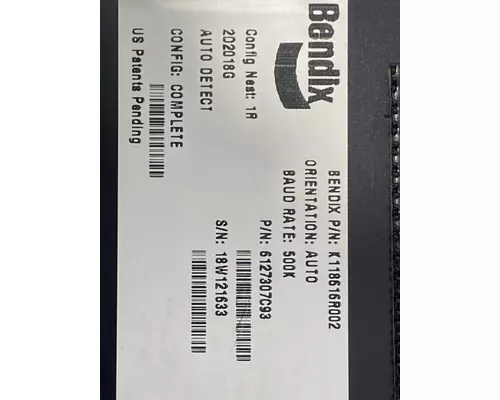 Bendix
BENDIX P/N: K118616R002
ORIENTATION: AUTO
BAUD RATE: 500K
Config Nest: 1R
202018G
P/N: 6127307C93
AUTO DETECT
S/N: 18W121633
CONFIG: COMPLETE
US Patents Pending